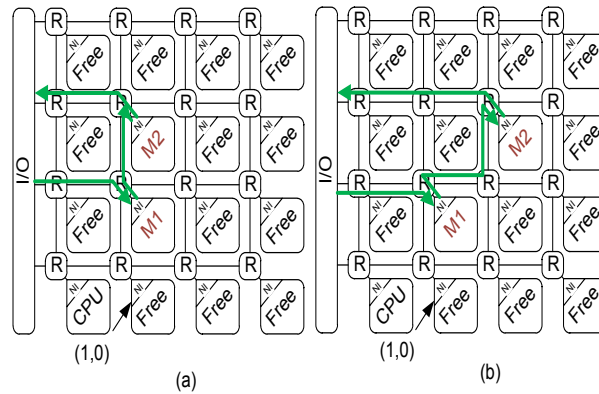 R R R R
NI Free NI Free NI Free NI Free
R R R R
NI Free NI M2 NI Free NI Free
R R R R
NI Free NI M1 NI Free NI Free
R R R R
NI CPU NI Free NI Free NI Free
I/O
(1,0)
(a)
R R R R
NI Free NI Free NI Free NI Free
R R R R
NI Free NI Free NI M2 NI Free
R R R R
NI Free NI M1 NI Free NI Free
R R R R
NI CPU NI Free NI Free NI Free
I/O
(1,0)
(b)